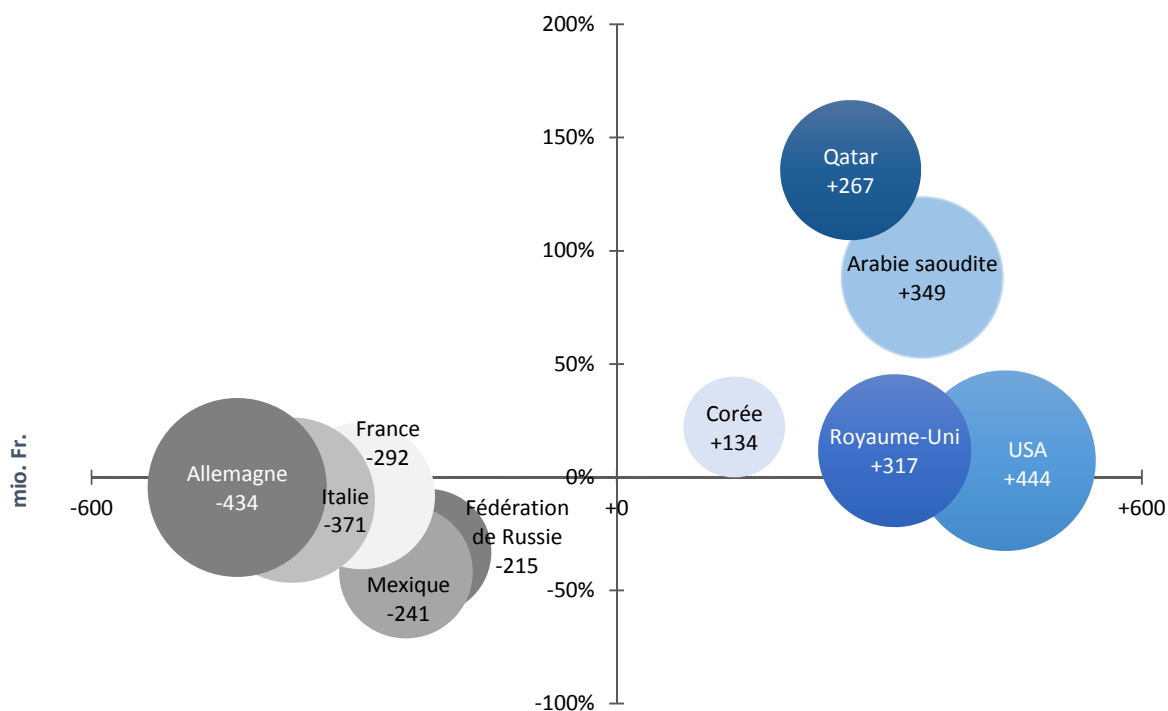 200%
150%
Qatar
+267
100%
Arabie saoudite
+349
50%
Corée
+134
Royaume-Uni
+317
USA
+444
France
-292
Allemagne
-434
Italie
-371
0%
mio. Fr.
-600
+0
+600
Fédération
de Russie
-215
Mexique
-241
-50%
-100%